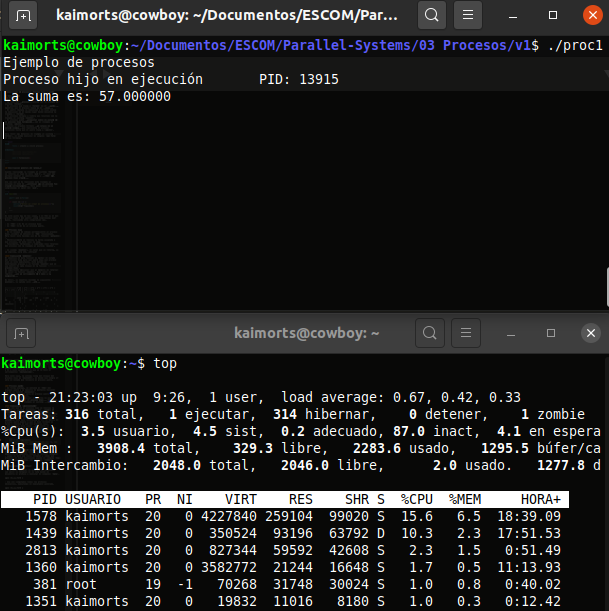 kaimorts@cowboy: ~/Documentos/ESCOM/Par...
kaimorts@cowboy:~/Documentos/ESCOM/Parallel-Systems/03 Procesos/v1$ ./proc1
Ejemplo de procesos
Proceso hijo en ejecución       PID: 13915
La suma es: 57.000000
kaimorts@cowboy: ~
kaimorts@cowboy:~$ top
top - 21:23:03 up  9:26,  1 user,  load average: 0.67, 0.42, 0.33
Tareas: 316 total,   1 ejecutar, 314 hibernar,   0 detener,   1 zombie
%Cpu(s):  3.5 usuario,  4.5 sist,  0.2 adecuado, 87.0 inact,  4.1 en espera
MiB Mem :   3908.4 total,    329.3 libre,   2283.6 usado,   1295.5 búfer/ca
MiB Intercambio:   2048.0 total,   2046.0 libre,      2.0 usado.   1277.8 d
PID USUARIO   PR  NI    VIRT    RES    SHR S  %CPU  %MEM     HORA+
1578 kaimorts  20   0 4227840 259104  99020 S  15.6   6.5  18:39.09
1439 kaimorts  20   0  350524  93196  63792 D  10.3   2.3  17:51.53
2813 kaimorts  20   0  827344  59592  42608 S   2.3   1.5   0:51.49
1360 kaimorts  20   0 3582772  21244  16648 S   1.7   0.5  11:13.93
381 root      19  -1   70268  31748  30024 S   1.0   0.8   0:40.02
1351 kaimorts  20   0   19832  11016   8180 S   1.0   0.3   0:12.42